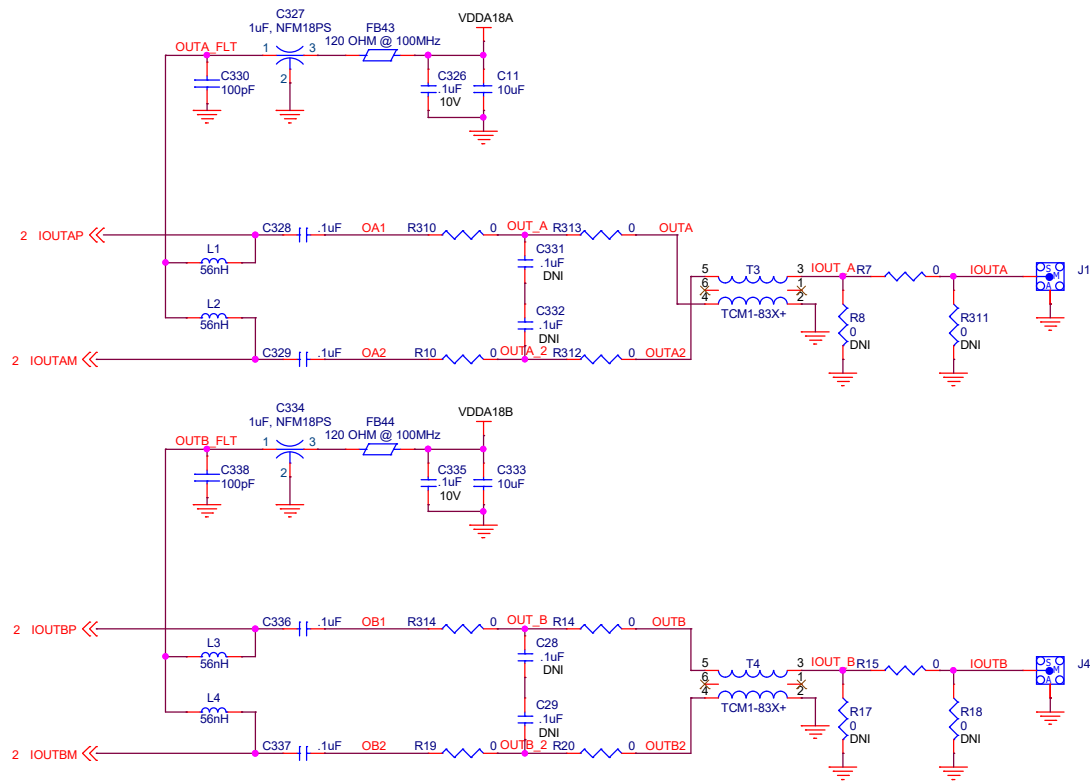 C327
1uF, NFM18PS
FB43
120 OHM @ 100MHz
VDDA18A
OUTA_FLT
1
3
2
C330
100pF
C326
.1uF
10V
C11
10uF
2 IOUTAP
C328
.1uF
OA1
R310
0
OUT_A
R313
0
OUTA
L1
56nH
C331
.1uF
DNI
L2
56nH
C332
.1uF
DNI
5
T3
3
6
1
4
2
TCM1-83X+
IOUT_A
R7
0
IOUTA
J1
S
M
A
R8
0
DNI
R311
0
DNI
2 IOUTAM
C329
.1uF
OA2
R10
0
OUTA_2
R312
0
OUTA2
C334
1uF, NFM18PS
FB44
120 OHM @ 100MHz
VDDA18B
OUTB_FLT
1
3
2
C338
100pF
C335
.1uF
10V
C333
10uF
2 IOUTBP
C336
.1uF
OB1
R314
0
OUT_B
R14
0
OUTB
L3
56nH
C28
.1uF
DNI
L4
56nH
C29
.1uF
DNI
5
T4
3
6
1
4
2
TCM1-83X+
IOUT_B
R15
0
IOUTB
J4
S
M
A
R17
0
DNI
R18
0
DNI
2 IOUTBM
C337
.1uF
OB2
R19
0
OUTB_2
R20
0
OUTB2